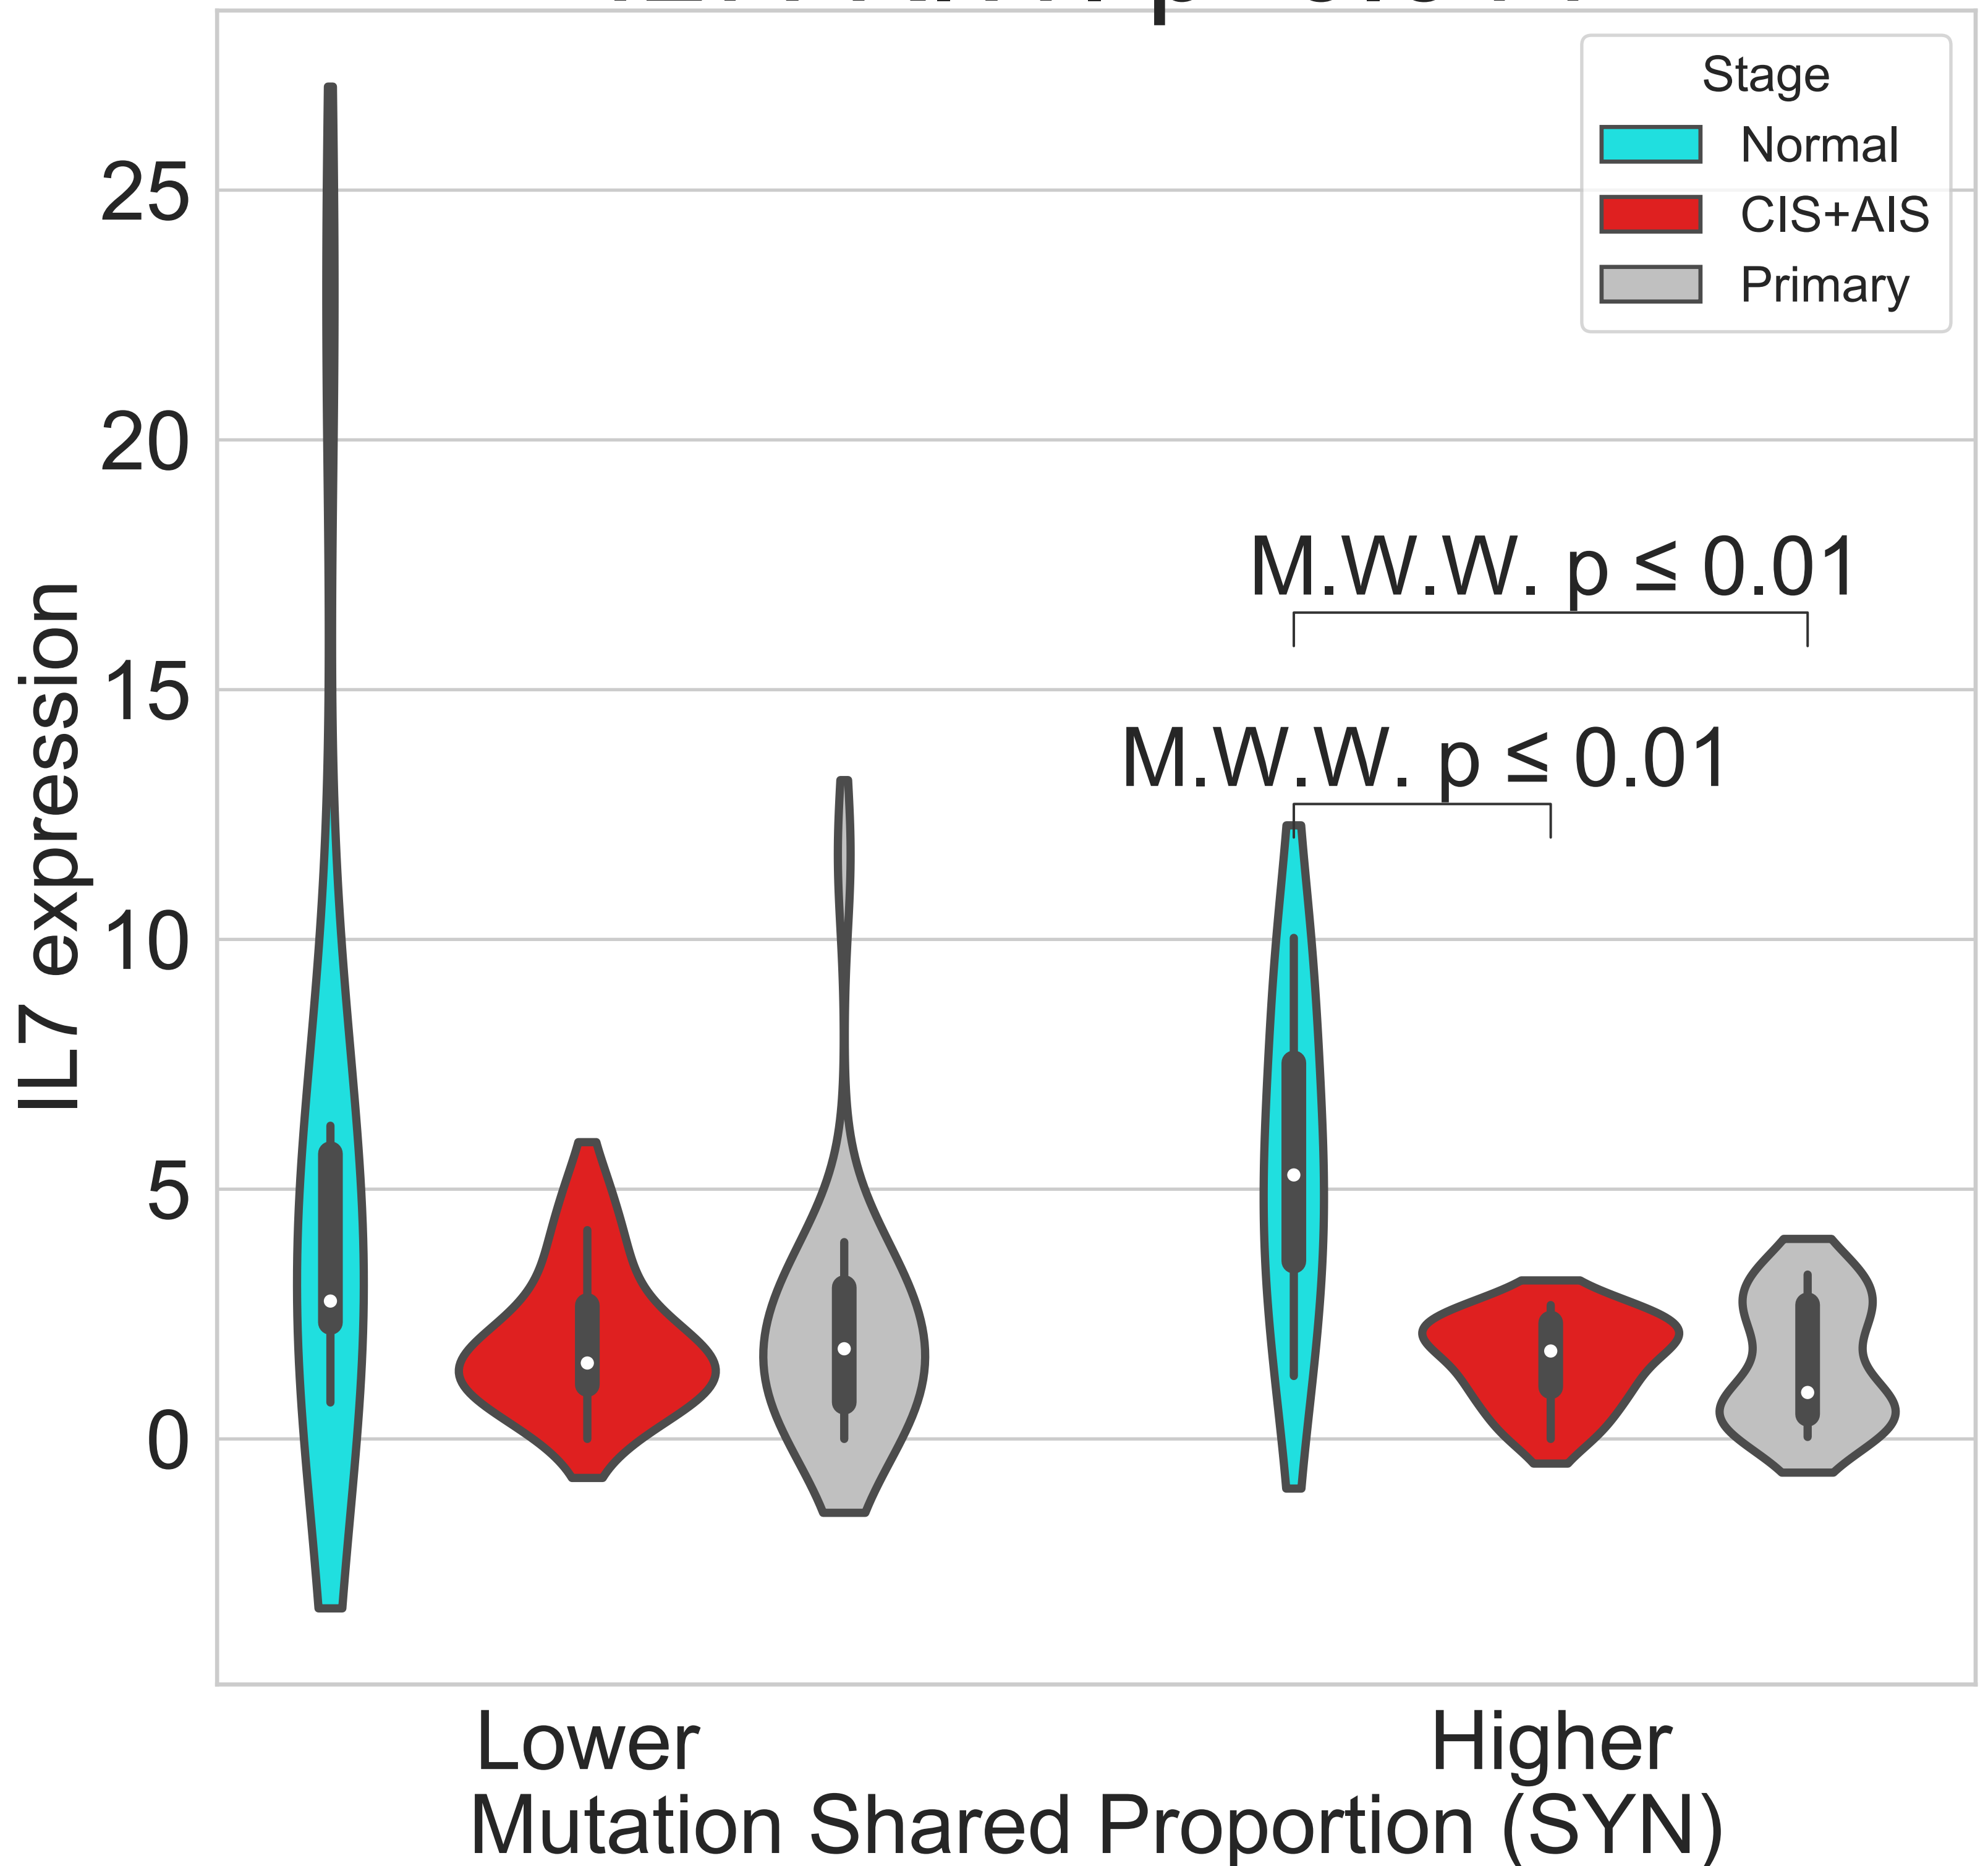 Stage
Normal
CIS+AIS
Primary
25
20
15
10
5
0
IL7 expression
M.W.W. p ≤ 0.01
M.W.W. p ≤ 0.01
Lower
Higher
Mutation Shared Proportion (SYN)